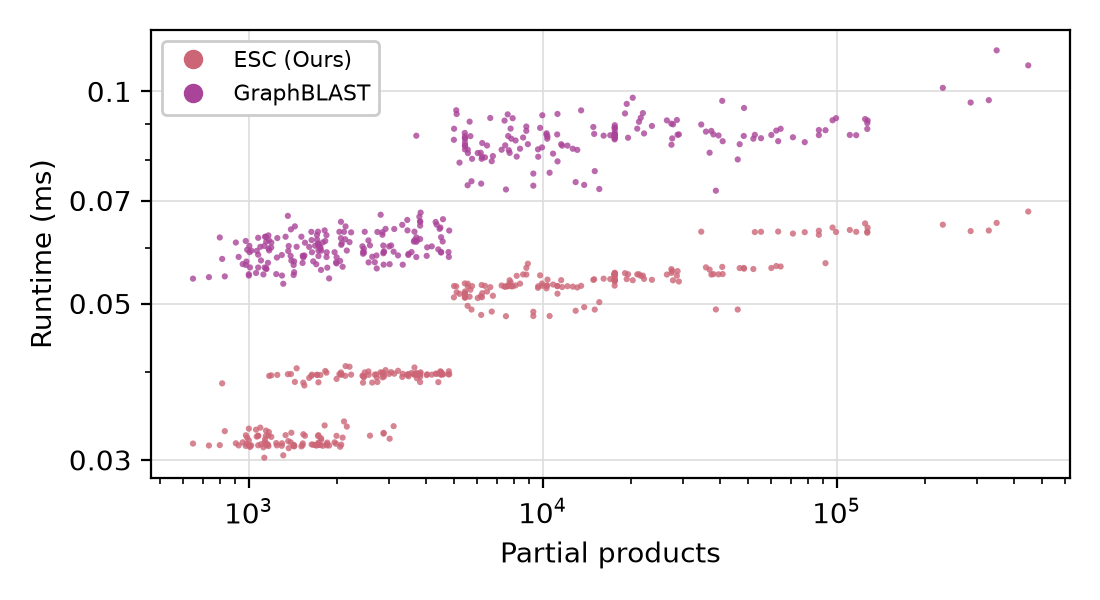 ESC (Ours)
GraphBLAST
Runtime (ms)
0.1
0.07
0.05
0.03
10³
10⁴
10⁵
Partial products